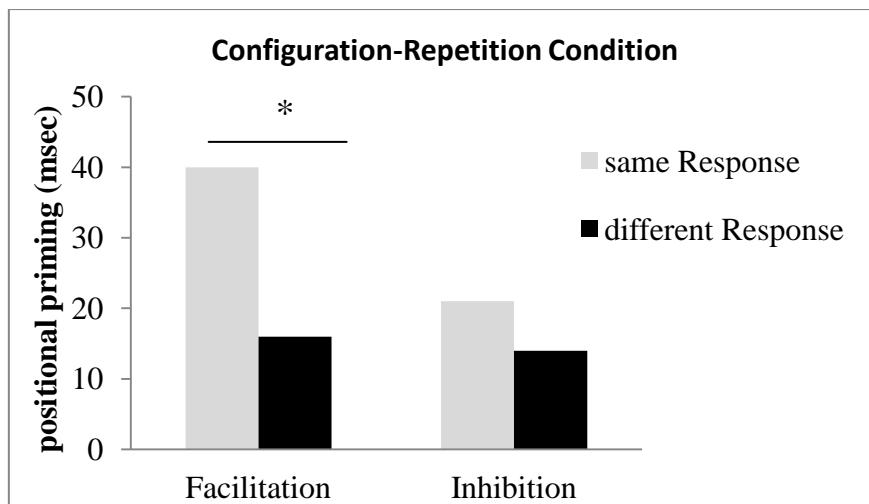 Configuration-Repetition Condition
positional priming (msec)
50
40
30
20
10
0
*
same Response
different Response
Facilitation
Inhibition